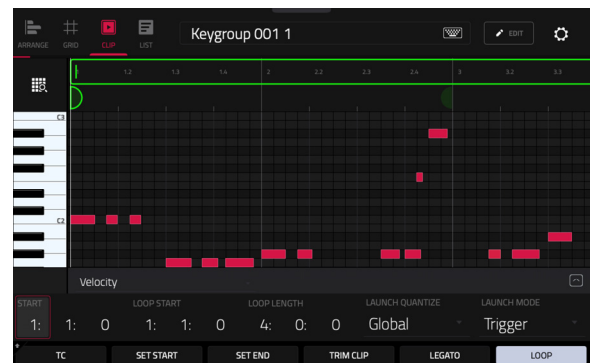 Keygroup 001 1
EDIT
ARRANGE GRID CLIP LIST
1 1.2 1.3 1.4 2 2.2 2.3 2.4 3 3.2 3.3
C3
C2
Velocity
START LOOP START LOOP LENGTH LAUNCH QUANTIZE LAUNCH MODE
1: 1: 0 1: 1: 0 4: 0: 0 Global Trigger
TC SET START SET END TRIM CLIP LEGATO LOOP